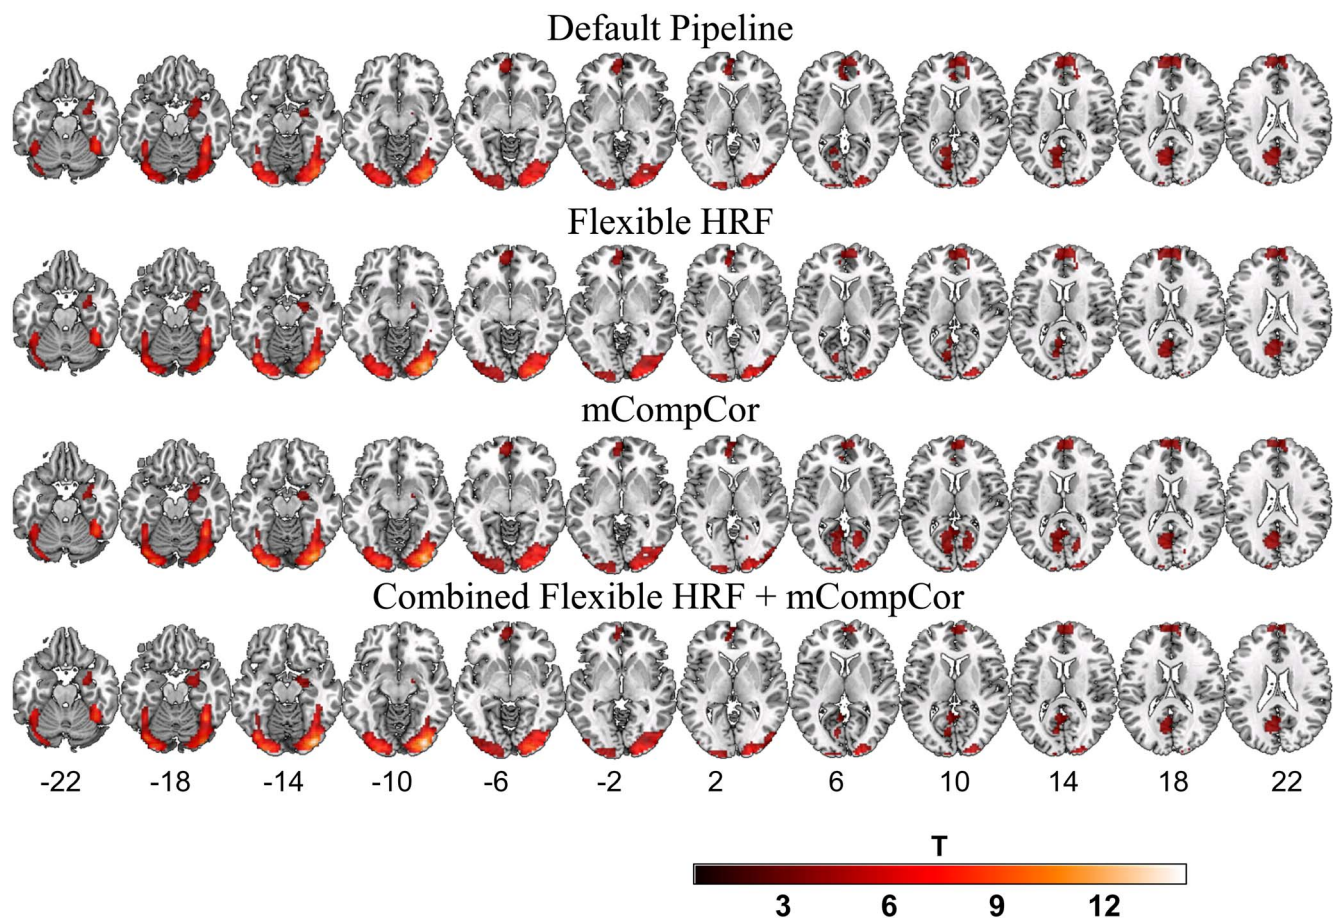 Default Pipeline
Flexible HRF
mCompCor
Combined Flexible HRF + mCompCor
-22 -18 -14 -10 -6 -2 2 6 10 14 18 22
T
3 6 9 12